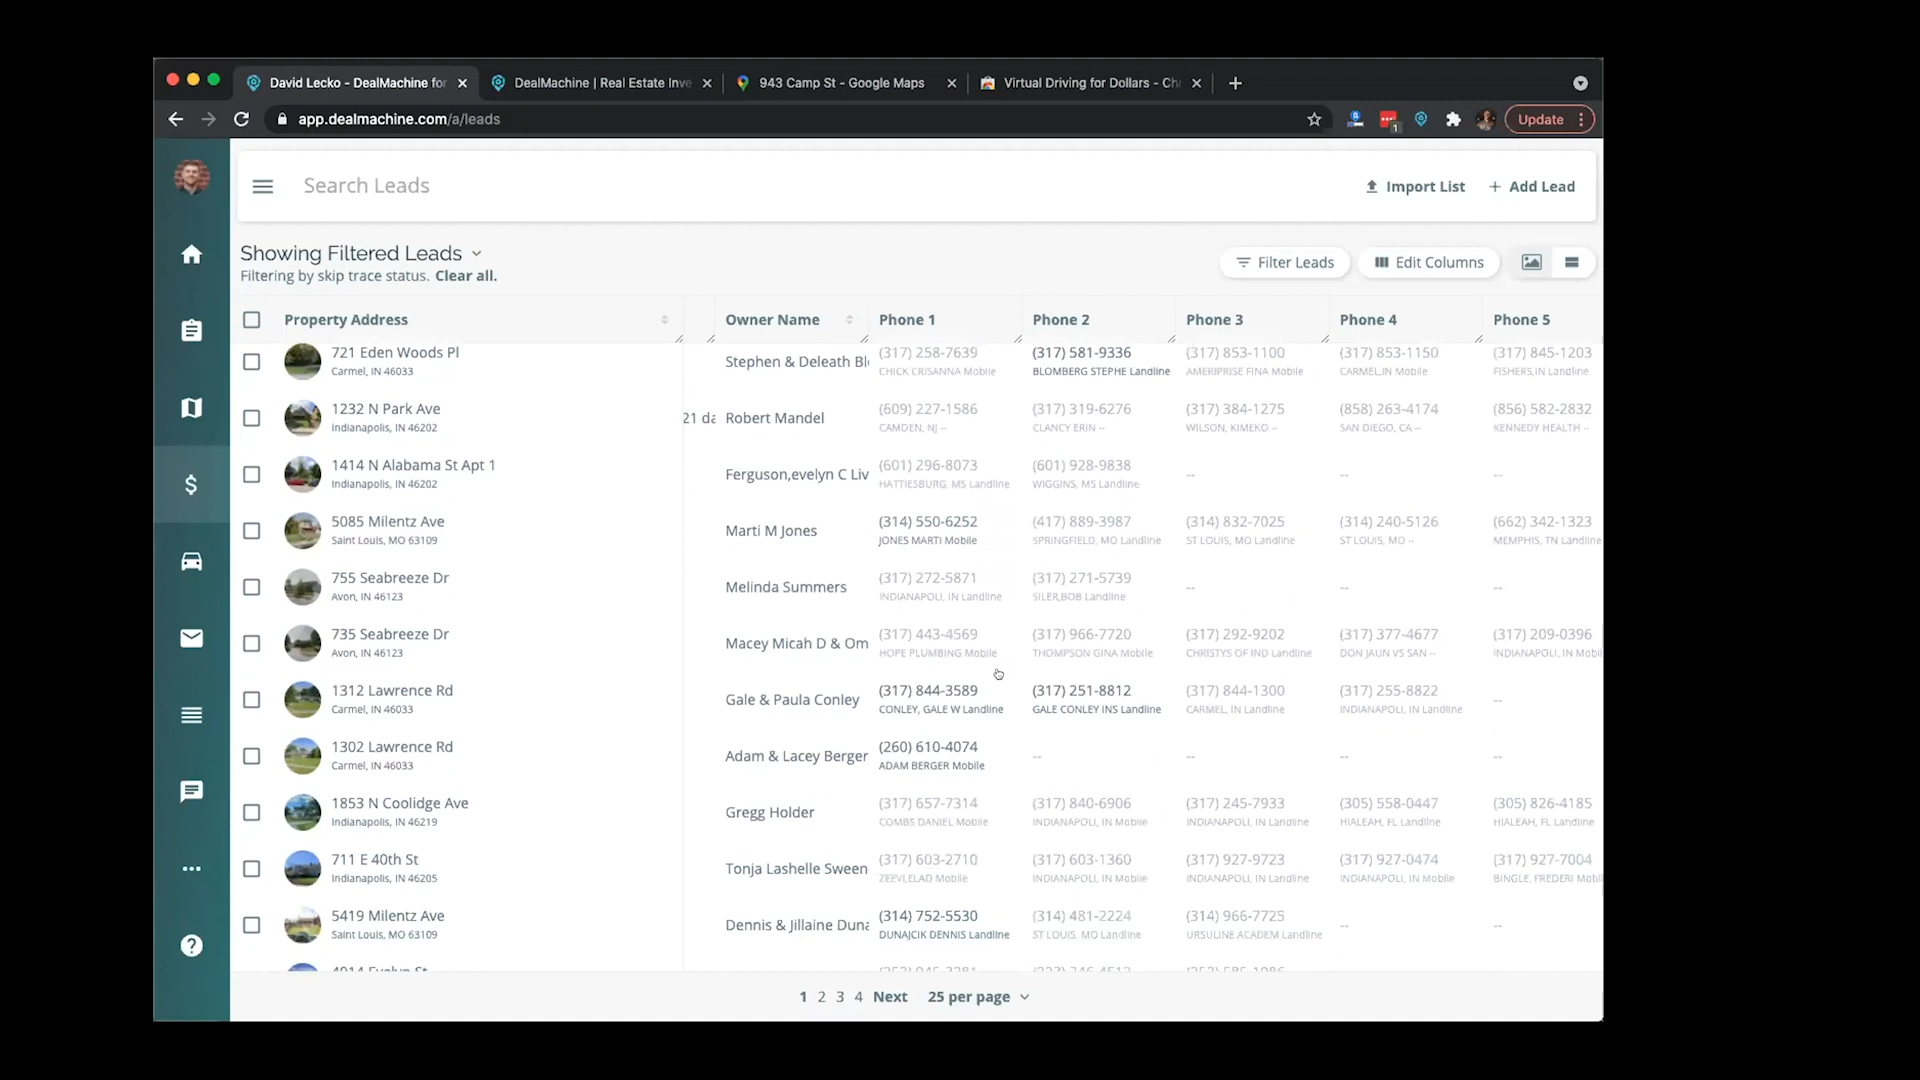 David Lecko - DealMachine for
DealMachine | Real Estate Inve
943 Camp St - Google Maps
Virtual Driving for Dollars - Ch
app.dealmachine.com/a/leads
1
Update
Search Leads
Import List
+ Add Lead
Showing Filtered Leads
Filtering by skip trace status. Clear all.
Filter Leads
Edit Columns
Property Address Owner Name Phone 1 Phone 2 Phone 3 Phone 4 Phone 5
721 Eden Woods Pl (317) 258-7639 (317) 581-9336 (317) 853-1100 (317) 853-1150 (317) 845-1203
Stephen & Deleath Bl
Carmel, IN 46033 CHICK CRISANNA Mobile BLOMBERG STEPHE Landline AMERIPRISE FINA Mobile CARMEL,IN Mobile FISHERS,IN Landline
1232 N Park Ave (609) 227-1586 (317) 319-6276 (317) 384-1275 (858) 263-4174 (856) 582-2832
21 da Robert Mandel
Indianapolis, IN 46202 CAMDEN, NJ -- CLANCY ERIN -- WILSON, KIMEKO -- SAN DIEGO, CA -- KENNEDY HEALTH --
1414 N Alabama St Apt 1 (601) 296-8073 (601) 928-9838
Ferguson,evelyn C Liv -- -- --
Indianapolis, IN 46202 HATTIESBURG, MS Landline WIGGINS, MS Landline
5085 Milentz Ave (314) 550-6252 (417) 889-3987 (314) 832-7025 (314) 240-5126 (662) 342-1323
Marti M Jones
Saint Louis, MO 63109 JONES MARTI Mobile SPRINGFIELD, MO Landline ST LOUIS, MO Landline ST LOUIS, MO -- MEMPHIS, TN Landline
755 Seabreeze Dr (317) 272-5871 (317) 271-5739
Melinda Summers -- -- --
Avon, IN 46123 INDIANAPOLI, IN Landline SILER,BOB Landline
735 Seabreeze Dr (317) 443-4569 (317) 966-7720 (317) 292-9202 (317) 377-4677 (317) 209-0396
Macey Micah D & Om
Avon, IN 46123 HOPE PLUMBING Mobile THOMPSON GINA Mobile CHRISTYS OF IND Landline DON JAUN VS SAN -- INDIANAPOLI, IN Mobil
1312 Lawrence Rd (317) 844-3589 (317) 251-8812 (317) 844-1300 (317) 255-8822
Gale & Paula Conley --
Carmel, IN 46033 CONLEY, GALE W Landline GALE CONLEY INS Landline CARMEL, IN Landline INDIANAPOLI, IN Landline
1302 Lawrence Rd (260) 610-4074
Adam & Lacey Berger -- -- -- --
Carmel, IN 46033 ADAM BERGER Mobile
1853 N Coolidge Ave (317) 657-7314 (317) 840-6906 (317) 245-7933 (305) 558-0447 (305) 826-4185
Gregg Holder
Indianapolis, IN 46219 COMBS DANIEL Mobile INDIANAPOLI, IN Mobile INDIANAPOLI, IN Landline HIALEAH, FL Landline HIALEAH, FL Landline
711 E 40th St (317) 603-2710 (317) 603-1360 (317) 927-9723 (317) 927-0474 (317) 927-7004
Tonja Lashelle Sween
Indianapolis, IN 46205 ZEEVI,ELAD Mobile INDIANAPOLI, IN Mobile INDIANAPOLI, IN Landline INDIANAPOLI, IN Mobile BINGLE, FREDERI Mobil
5419 Milentz Ave (314) 752-5530 (314) 481-2224 (314) 966-7725
Dennis & Jillaine Duna -- --
Saint Louis, MO 63109 DUNAJCIK DENNIS Landline ST LOUIS, MO Landline URSULINE ACADEM Landline
1 2 3 4 Next 25 per page